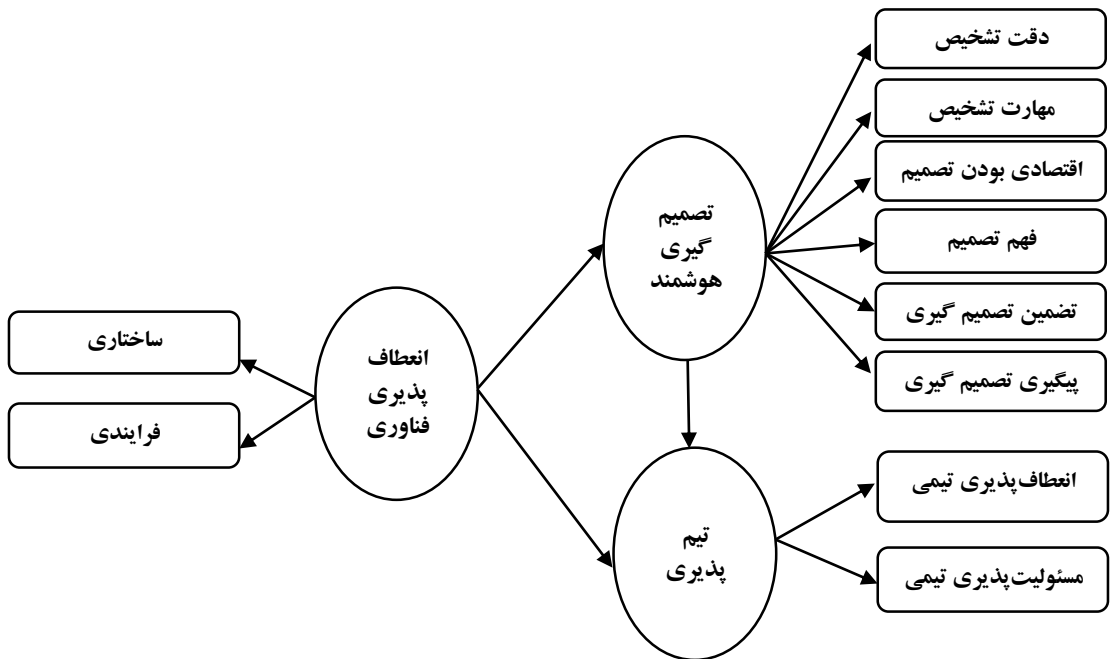 دقت تشخیص
مهارت تشخیص
اقتصادی بودن تصمیم
فهم تصمیم
تضمین تصمیم گیری
پیگیری تصمیم گیری
تصمیم
گیری
هوشمند
انعطاف
پذیری
فناوری
ساختاری
فرایندی
تیم
پذیری
انعطاف‌پذیری تیمی
مسئولیت‌پذیری تیمی